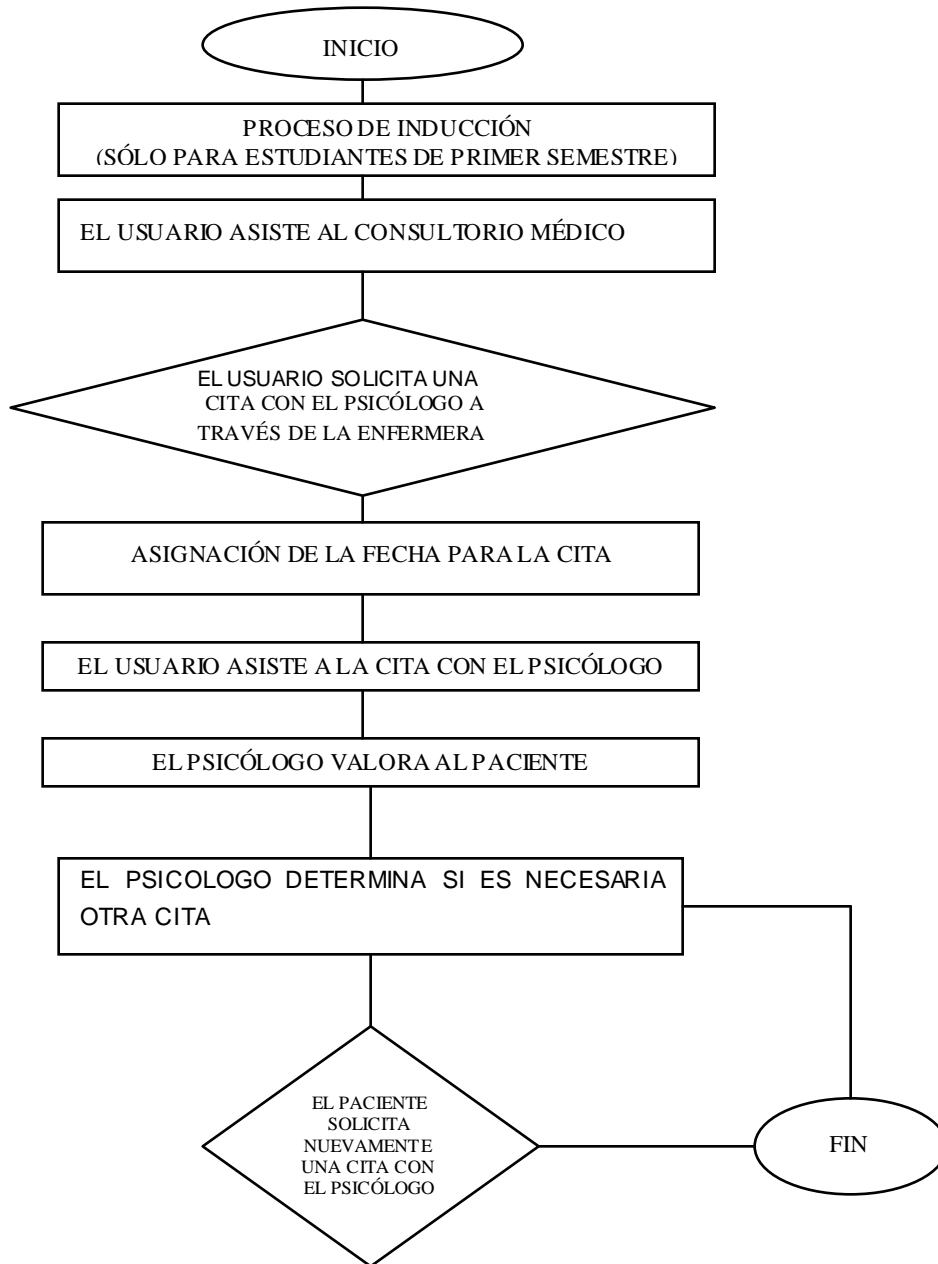 INICIO
PROCESO DE INDUCCIÓN
(SÓLO PARA ESTUDIANTES DE PRIMER SEMESTRE)
EL USUARIO ASISTE AL CONSULTORIO MÉDICO
EL USUARIO SOLICITA UNA
CITA CON EL PSICÓLOGO A
TRAVÉS DE LA ENFERMERA
ASIGNACIÓN DE LA FECHA PARA LA CITA
EL USUARIO ASISTE A LA CITA CON EL PSICÓLOGO
EL PSICÓLOGO VALORA AL PACIENTE
EL PSICOLOGO DETERMINA SI ES NECESARIA
OTRA CITA
EL PACIENTE
SOLICITA
NUEVAMENTE
UNA CITA CON
EL PSICÓLOGO
FIN